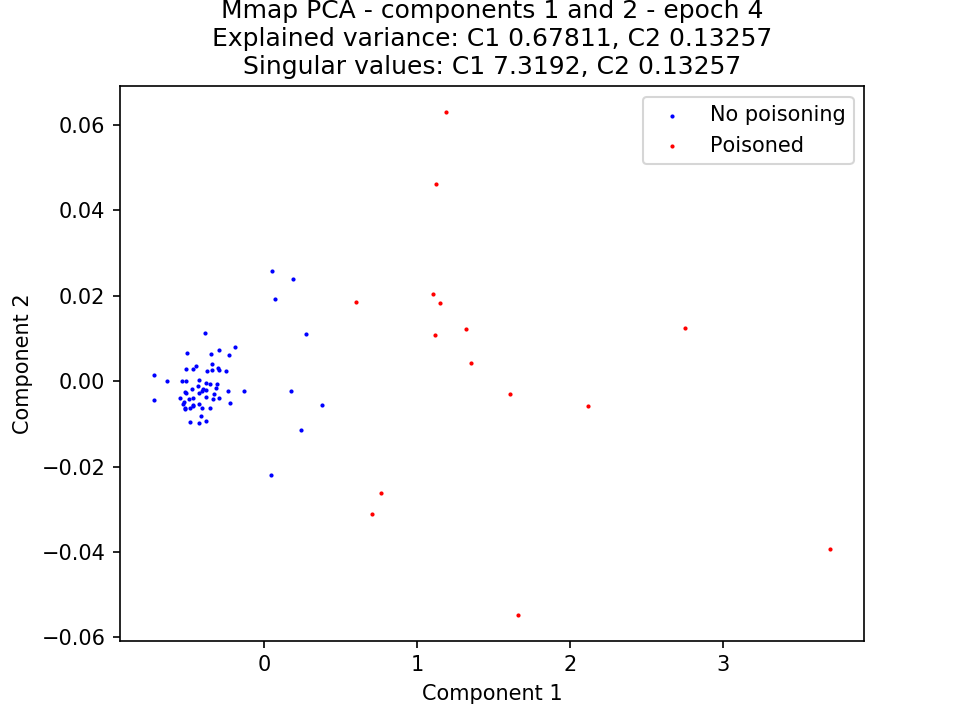 Mmap PCA - components 1 and 2 - epoch 4
Explained variance: C1 0.67811, C2 0.13257
Singular values: C1 7.3192, C2 0.13257
No poisoning
Poisoned
0.06
0.04
0.02
0.00
−0.02
−0.04
−0.06
Component 2
0 1 2 3
Component 1